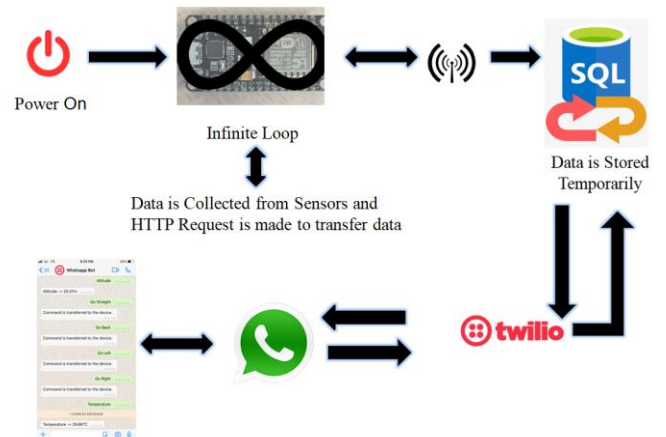 Power On
Infinite Loop
Data is Collected from Sensors and
HTTP Request is made to transfer data
SQL
Data is Stored
Temporarily
twilio
Whatsapp Bot
Altitude
Go Straight
Command is transferred to the device.
Go Back
Command is transferred to the device.
Go Left
Command is transferred to the device.
Go Right
Command is transferred to the device.
Temperature
1 UNREAD MESSAGE